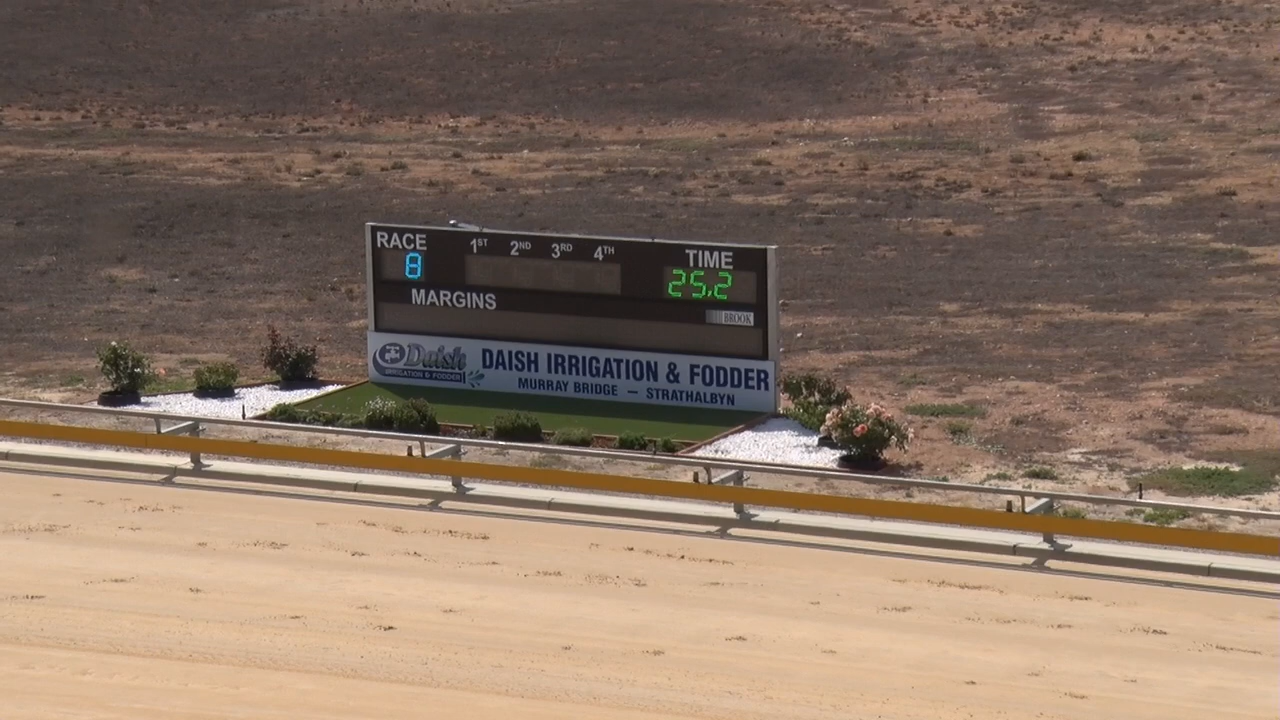 RACE 1ST 2ND 3RD 4TH TIME
8 25.2
MARGINS
BROOK
Daish
IRRIGATION & FODDER
DAISH IRRIGATION & FODDER
MURRAY BRIDGE — STRATHALBYN